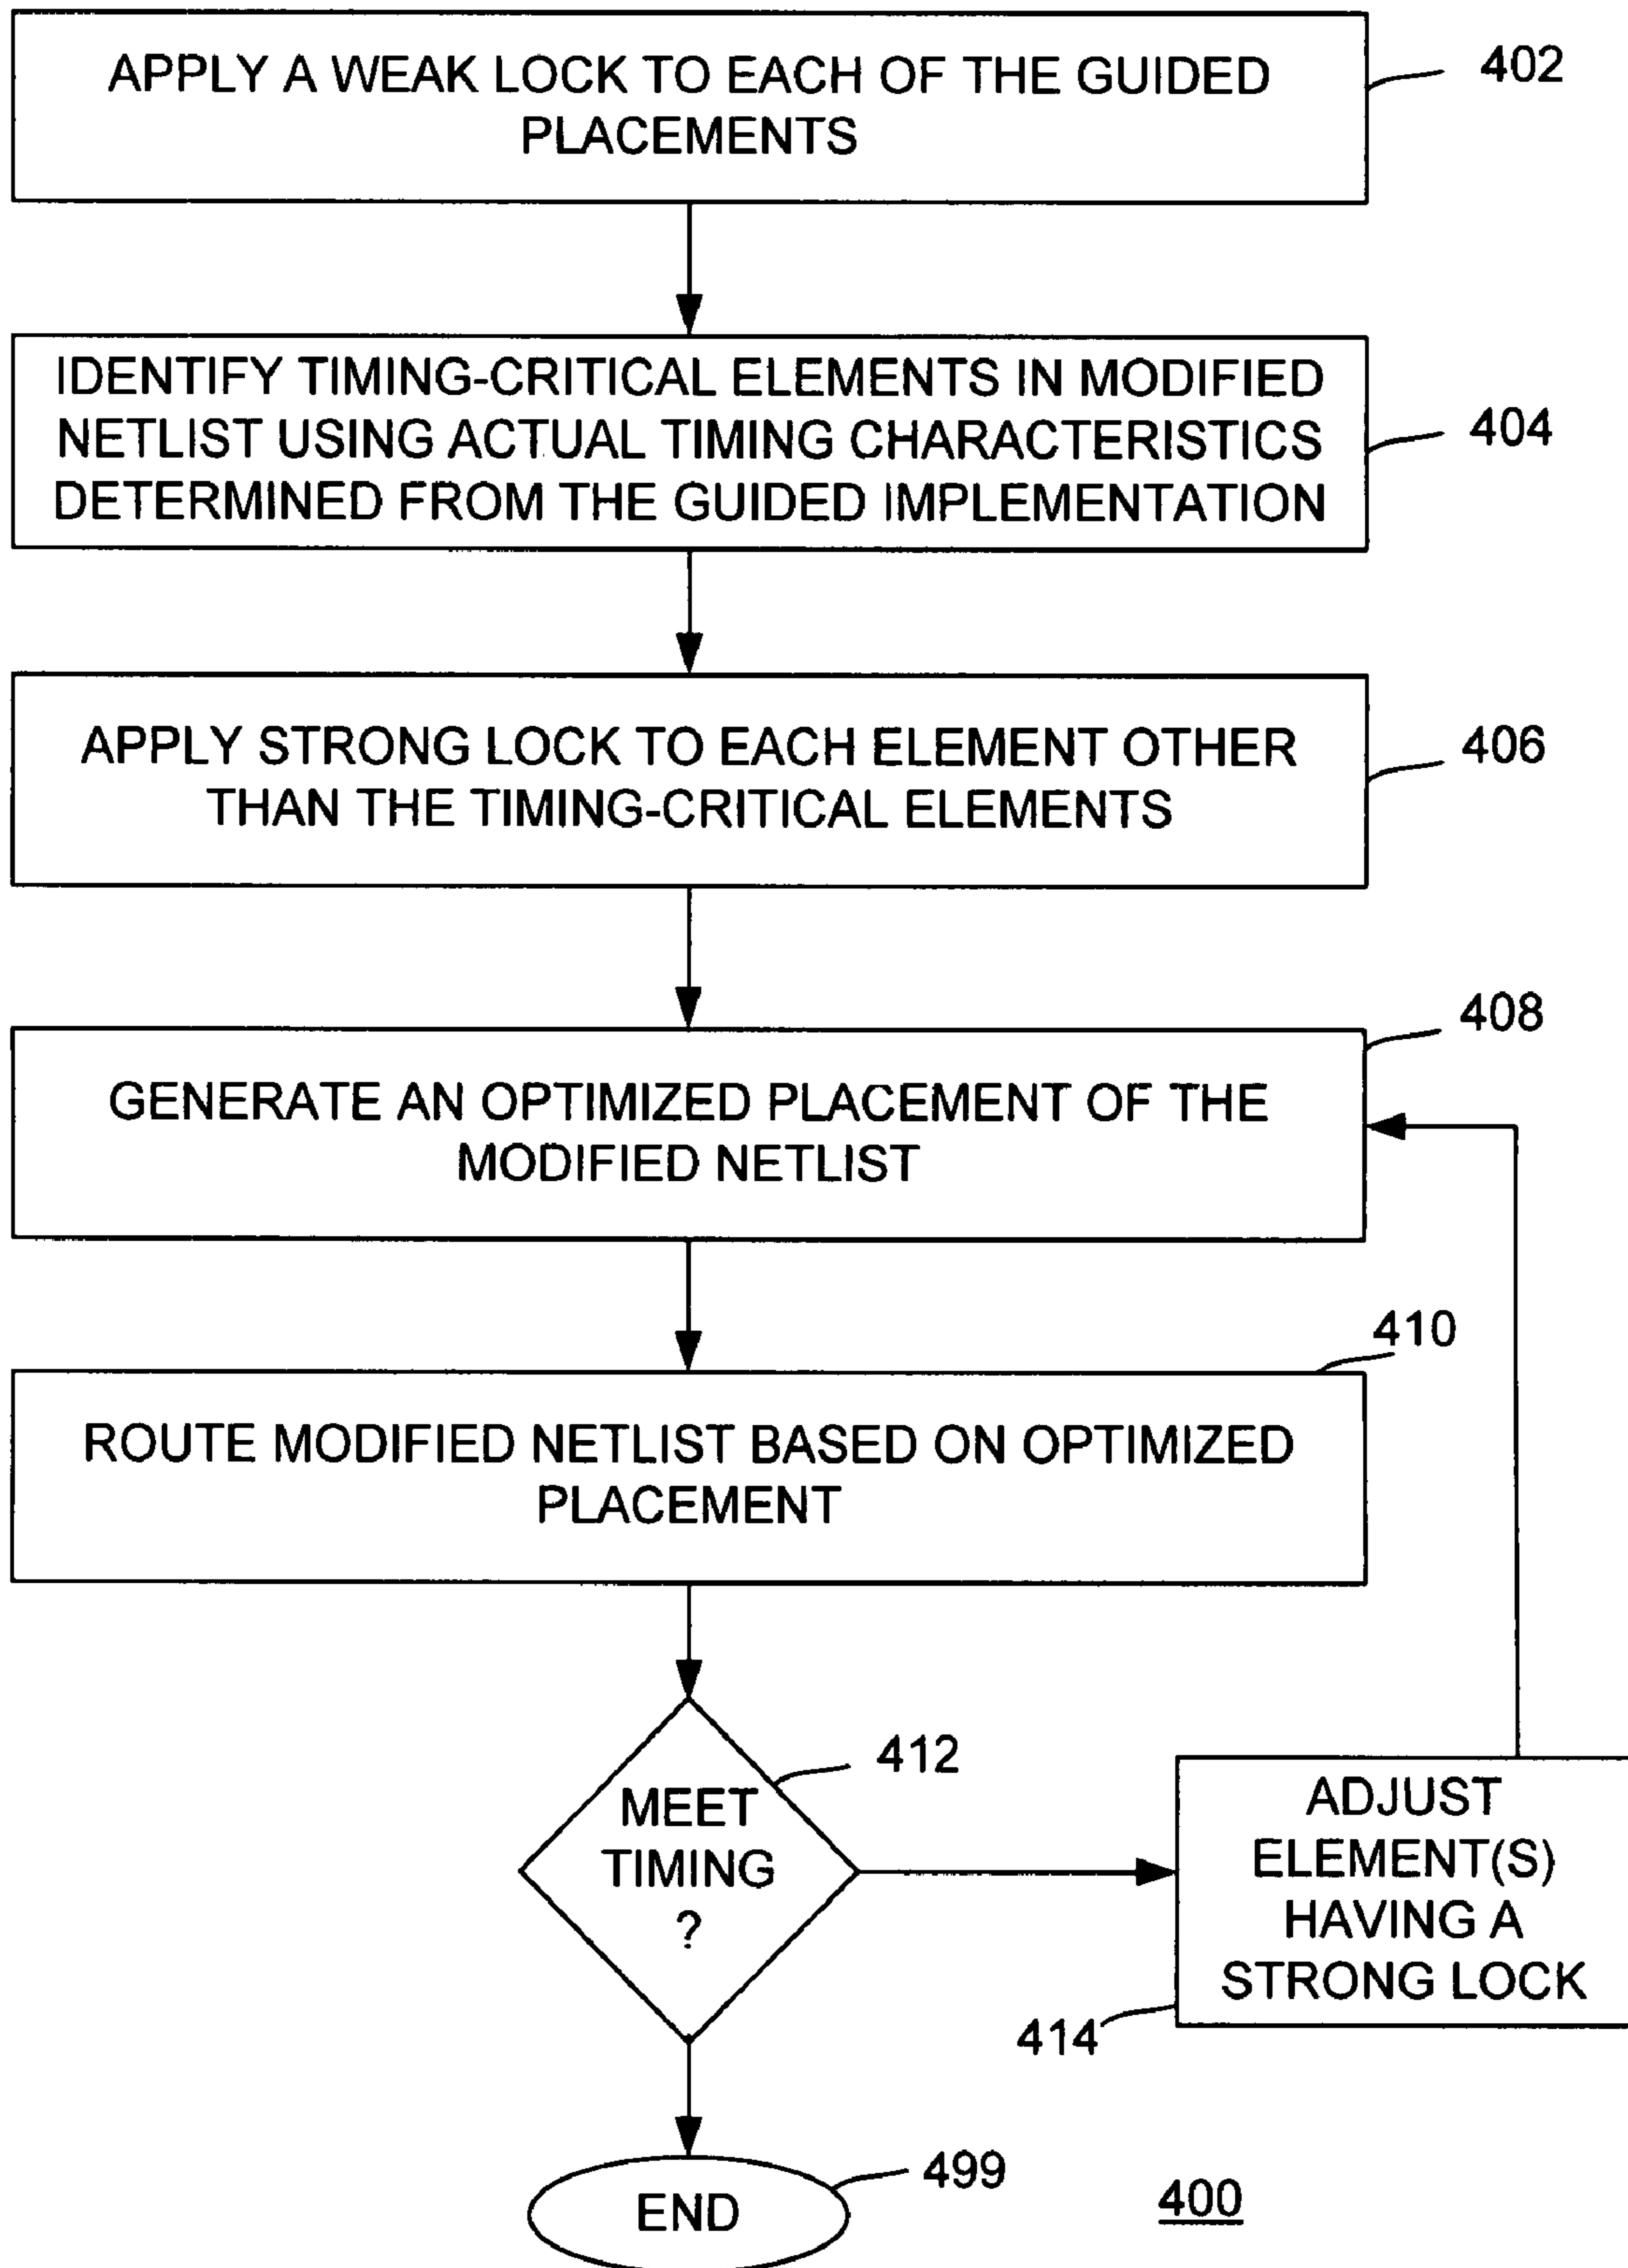 APPLY A WEAK LOCK TO EACH OF THE GUIDED
PLACEMENTS
402
IDENTIFY TIMING-CRITICAL ELEMENTS IN MODIFIED
NETLIST USING ACTUAL TIMING CHARACTERISTICS
DETERMINED FROM THE GUIDED IMPLEMENTATION
404
APPLY STRONG LOCK TO EACH ELEMENT OTHER
THAN THE TIMING-CRITICAL ELEMENTS
406
408
GENERATE AN OPTIMIZED PLACEMENT OF THE
MODIFIED NETLIST
410
ROUTE MODIFIED NETLIST BASED ON OPTIMIZED
PLACEMENT
412
MEET
TIMING
?
ADJUST
ELEMENT(S)
HAVING A
STRONG LOCK
414
END
499
400